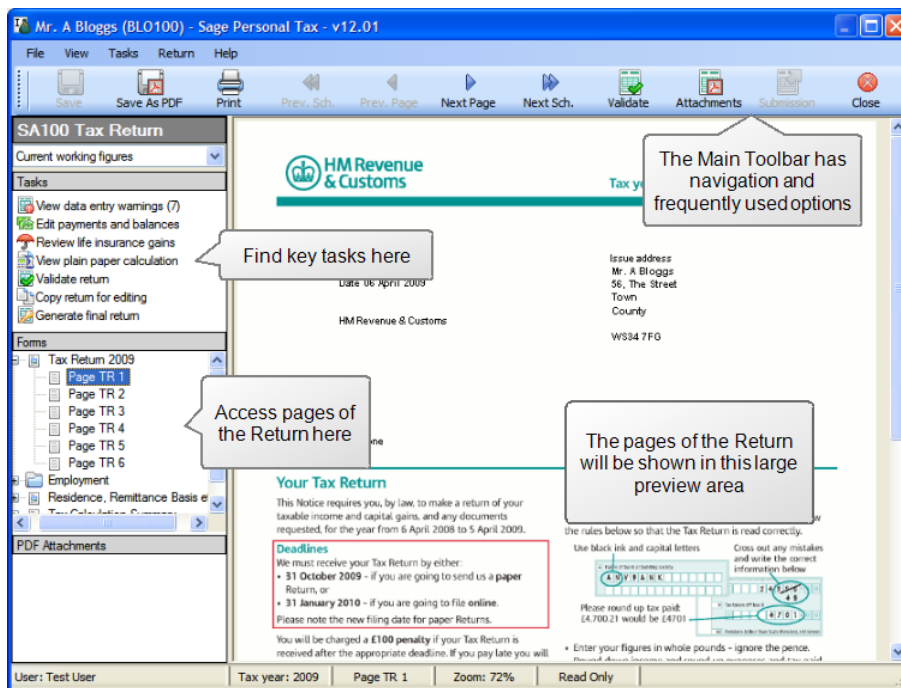 Mr. A Bloggs (BLO100) - Sage Personal Tax - v12.01
File View Tasks Return Help
Save Save As PDF Print Prev. Sch. Prev. Page Next Page Next Sch. Validate Attachments Submission Close
SA100 Tax Return
Current working figures
Tasks
View data entry warnings (7)
Edit payments and balances
Review life insurance gains
View plain paper calculation
Validate return
Copy return for editing
Generate final return
Forms
Tax Return 2009
Page TR 1
Page TR 2
Page TR 3
Page TR 4
Page TR 5
Page TR 6
Employment
Residence, Remittance Basis
PDF Attachments
The Main Toolbar has
navigation and
frequently used options
Find key tasks here
Access pages of
the Return here
The pages of the Return
will be shown in this large
preview area
HM Revenue
& Customs
Tax
Date 06 April 2009
HM Revenue & Customs
Issue address
Mr. A Bloggs
56, The Street
Town
County
WS34 7FG
Your Tax Return
This Notice requires you, by law, to make a return of your
taxable income and capital gains, and any documents
requested, for the year from 6 April 2008 to 5 April 2009.
Deadlines
We must receive your Tax Return by either:
• 31 October 2009 - if you are going to send us a paper
Return, or
• 31 January 2010 - if you are going to file online.
Please note the new filing date for paper Returns.
You will be charged a £100 penalty if your Tax Return is
received after the appropriate deadline. If you pay late you will
the rules below so that the Tax Return is read correctly.
Use black ink and capital letters
ANYBANK
Cross out any mistakes
and write the correct
information below
Please round up tax paid:
£4,700.21 would be £4701
4701
• Enter your figures in whole pounds - ignore the pence.
User: Test User
Tax year: 2009
Page TR 1
Zoom: 72%
Read Only